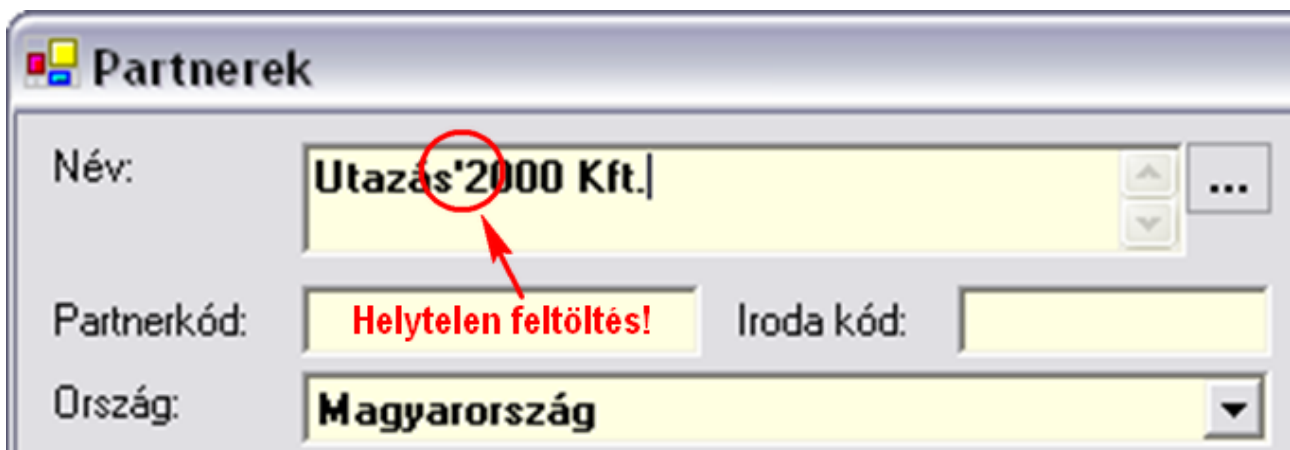 Partnerek
Név:
Utazás'2000 Kft.
...
Partnerkód:
Helytelen feltöltés!
Iroda kód:
Ország:
Magyarország